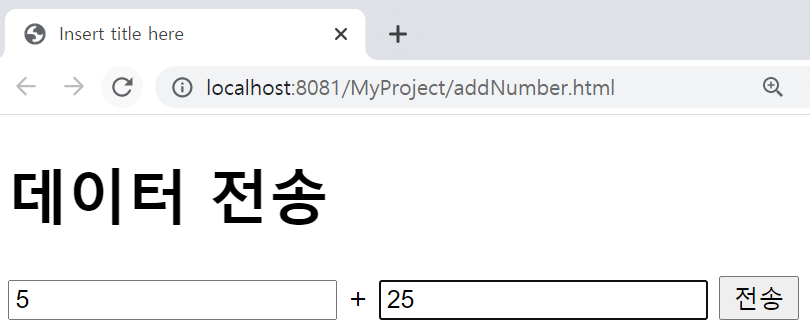 Insert title here
localhost:8081/MyProject/addNumber.html
데이터 전송
5 + 25 전송